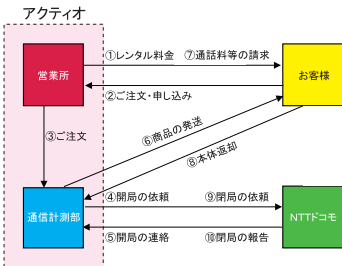 アクティオ
①レンタル料金 ⑦通話料等の請求
営業所
お客様
②ご注文・申し込み
③ご注文
⑥商品の発送
⑧本体返却
④開局の依頼 ⑨閉局の依頼
通信計測部
NTTドコモ
⑤開局の連絡 ⑩閉局の報告